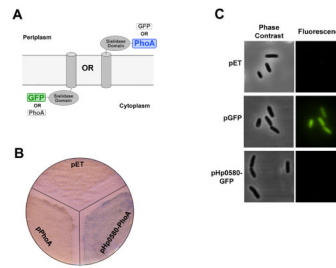 A
Periplasm
GFP
OR
PhoA
Sialidase
Domain
OR
Sialidase
Domain
GFP
OR
PhoA
Cytoplasm
B
pET
pPhoA
pHp0580-PhoA
C
Phase
Contrast
Fluorescenc
pET
pGFP
pHp0580-
GFP